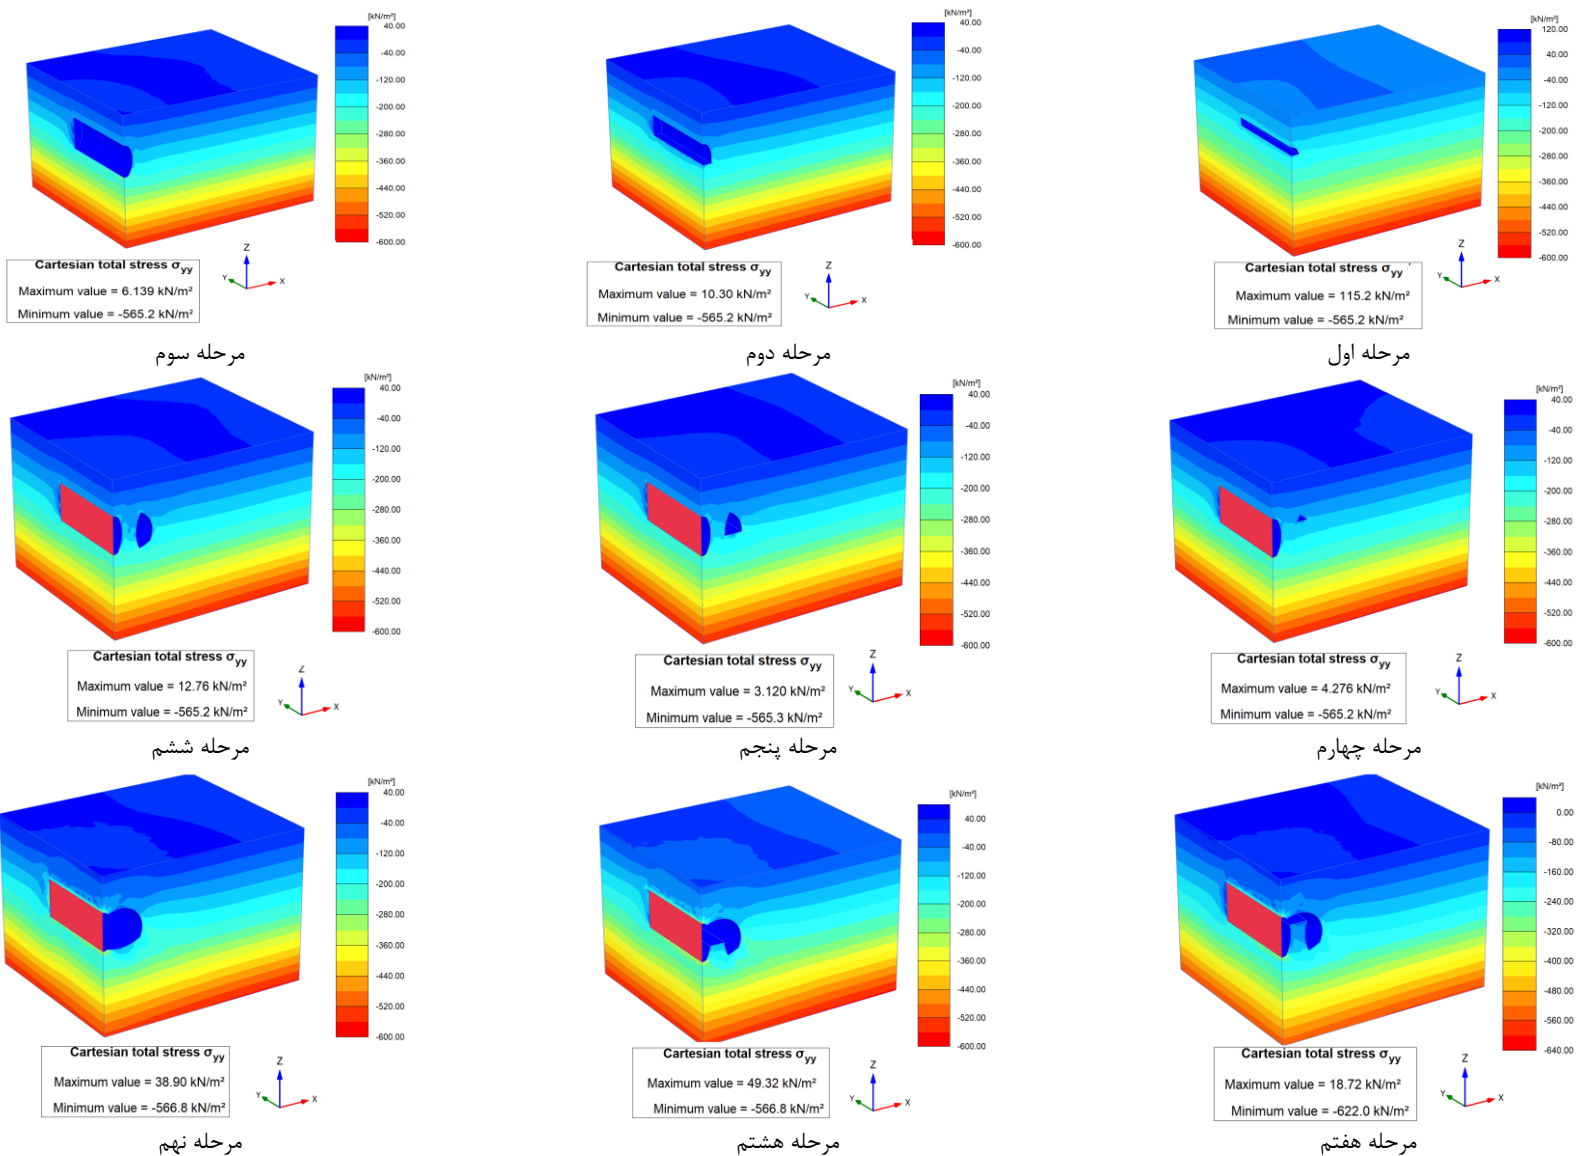 [kN/m²]
120.00
40.00
-40.00
-120.00
-200.00
-280.00
-360.00
-440.00
-520.00
-600.00
Cartesian total stress σyy
Maximum value = 115.2 kN/m²
Minimum value = -565.2 kN/m²
Z
Y
X
مرحله اول
[kN/m²]
40.00
-40.00
-120.00
-200.00
-280.00
-360.00
-440.00
-520.00
-600.00
Cartesian total stress σyy
Maximum value = 10.30 kN/m²
Minimum value = -565.2 kN/m²
Z
Y
X
مرحله دوم
[kN/m²]
40.00
-40.00
-120.00
-200.00
-280.00
-360.00
-440.00
-520.00
-600.00
Cartesian total stress σyy
Maximum value = 6.139 kN/m²
Minimum value = -565.2 kN/m²
Z
Y
X
مرحله سوم
[kN/m²]
40.00
-40.00
-120.00
-200.00
-280.00
-360.00
-440.00
-520.00
-600.00
Cartesian total stress σyy
Maximum value = 4.276 kN/m²
Minimum value = -565.2 kN/m²
Z
Y
X
مرحله چهارم
[kN/m²]
40.00
-40.00
-120.00
-200.00
-280.00
-360.00
-440.00
-520.00
-600.00
Cartesian total stress σyy
Maximum value = 3.120 kN/m²
Minimum value = -565.3 kN/m²
Z
Y
X
مرحله پنجم
[kN/m²]
40.00
-40.00
-120.00
-200.00
-280.00
-360.00
-440.00
-520.00
-600.00
Cartesian total stress σyy
Maximum value = 12.76 kN/m²
Minimum value = -565.2 kN/m²
Z
Y
X
مرحله ششم
[kN/m²]
0.00
-80.00
-160.00
-240.00
-320.00
-400.00
-480.00
-560.00
-640.00
Cartesian total stress σyy
Maximum value = 18.72 kN/m²
Minimum value = -622.0 kN/m²
Z
Y
X
مرحله هفتم
[kN/m²]
40.00
-40.00
-120.00
-200.00
-280.00
-360.00
-440.00
-520.00
-600.00
Cartesian total stress σyy
Maximum value = 49.32 kN/m²
Minimum value = -566.8 kN/m²
Z
Y
X
مرحله هشتم
[kN/m²]
40.00
-40.00
-120.00
-200.00
-280.00
-360.00
-440.00
-520.00
-600.00
Cartesian total stress σyy
Maximum value = 38.90 kN/m²
Minimum value = -566.8 kN/m²
Z
Y
X
مرحله نهم